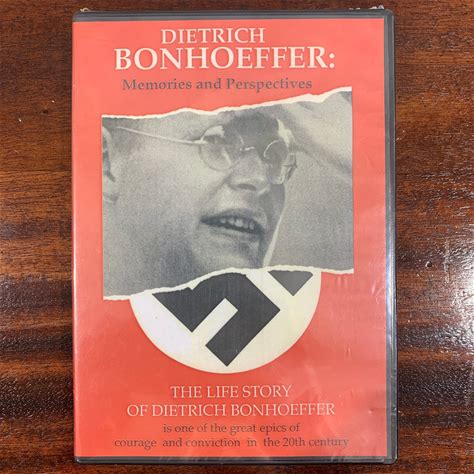 DIETRICH
BONHOEFFER:
Memories and Perspectives
THE LIFE STORY
OF DIETRICH BONHOEFFER
is one of the great epics of
courage and conviction in the 20th century